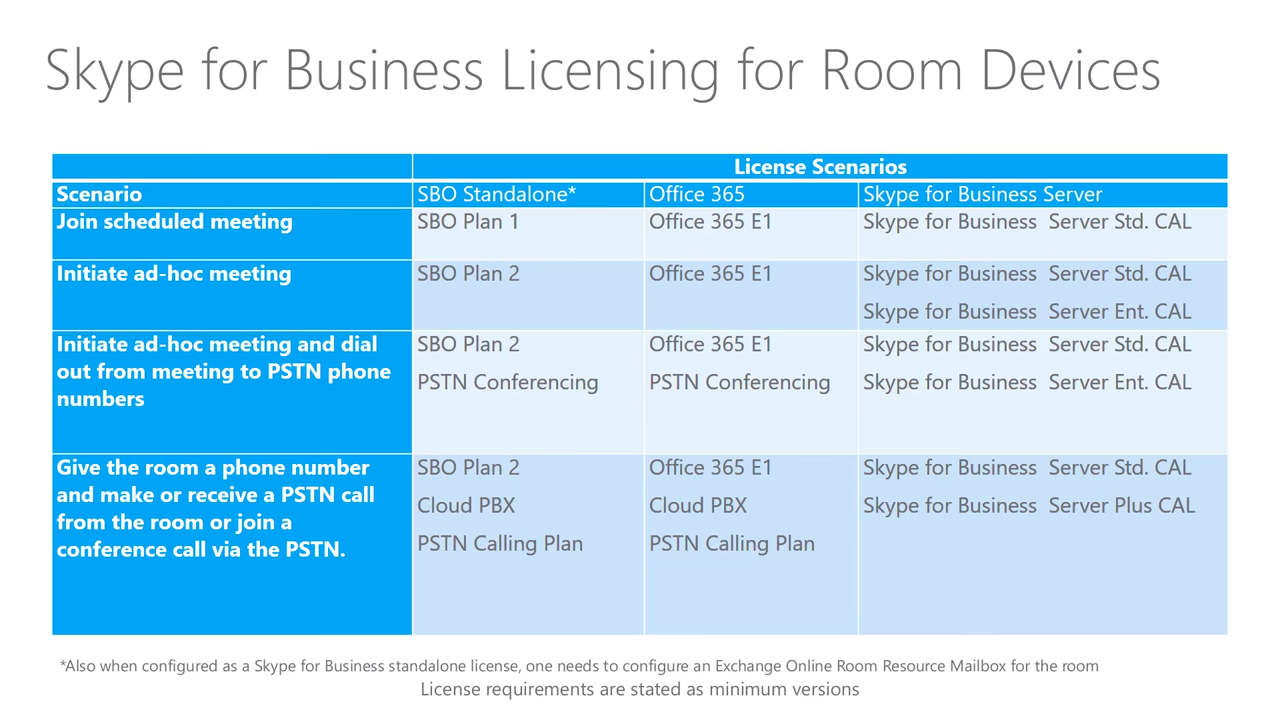 Skype for Business Licensing for Room Devices
License Scenarios
Scenario
SBO Standalone*
Office 365
Skype for Business Server
Join scheduled meeting
SBO Plan 1
Office 365 E1
Skype for Business Server Std. CAL
Initiate ad-hoc meeting
SBO Plan 2
Office 365 E1
Skype for Business Server Std. CAL
Skype for Business Server Ent. CAL
Initiate ad-hoc meeting and dial
out from meeting to PSTN phone
numbers
SBO Plan 2
PSTN Conferencing
Office 365 E1
PSTN Conferencing
Skype for Business Server Std. CAL
Skype for Business Server Ent. CAL
Give the room a phone number
and make or receive a PSTN call
from the room or join a
conference call via the PSTN.
SBO Plan 2
Cloud PBX
PSTN Calling Plan
Office 365 E1
Cloud PBX
PSTN Calling Plan
Skype for Business Server Std. CAL
Skype for Business Server Plus CAL
*Also when configured as a Skype for Business standalone license, one needs to configure an Exchange Online Room Resource Mailbox for the room
License requirements are stated as minimum versions